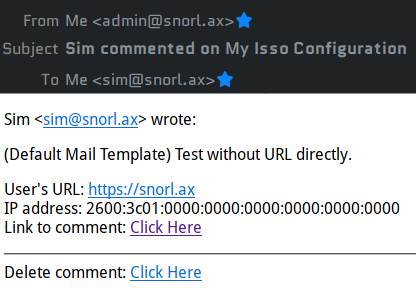 From Me <admin@snorl.ax>
Subject Sim commented on My Isso Configuration
To Me <sim@snorl.ax>
Sim <sim@snorl.ax> wrote:
(Default Mail Template) Test without URL directly.
User's URL: https://snorl.ax
IP address: 2600:3c01:0000:0000:0000:0000:0000:0000
Link to comment: Click Here
Delete comment: Click Here